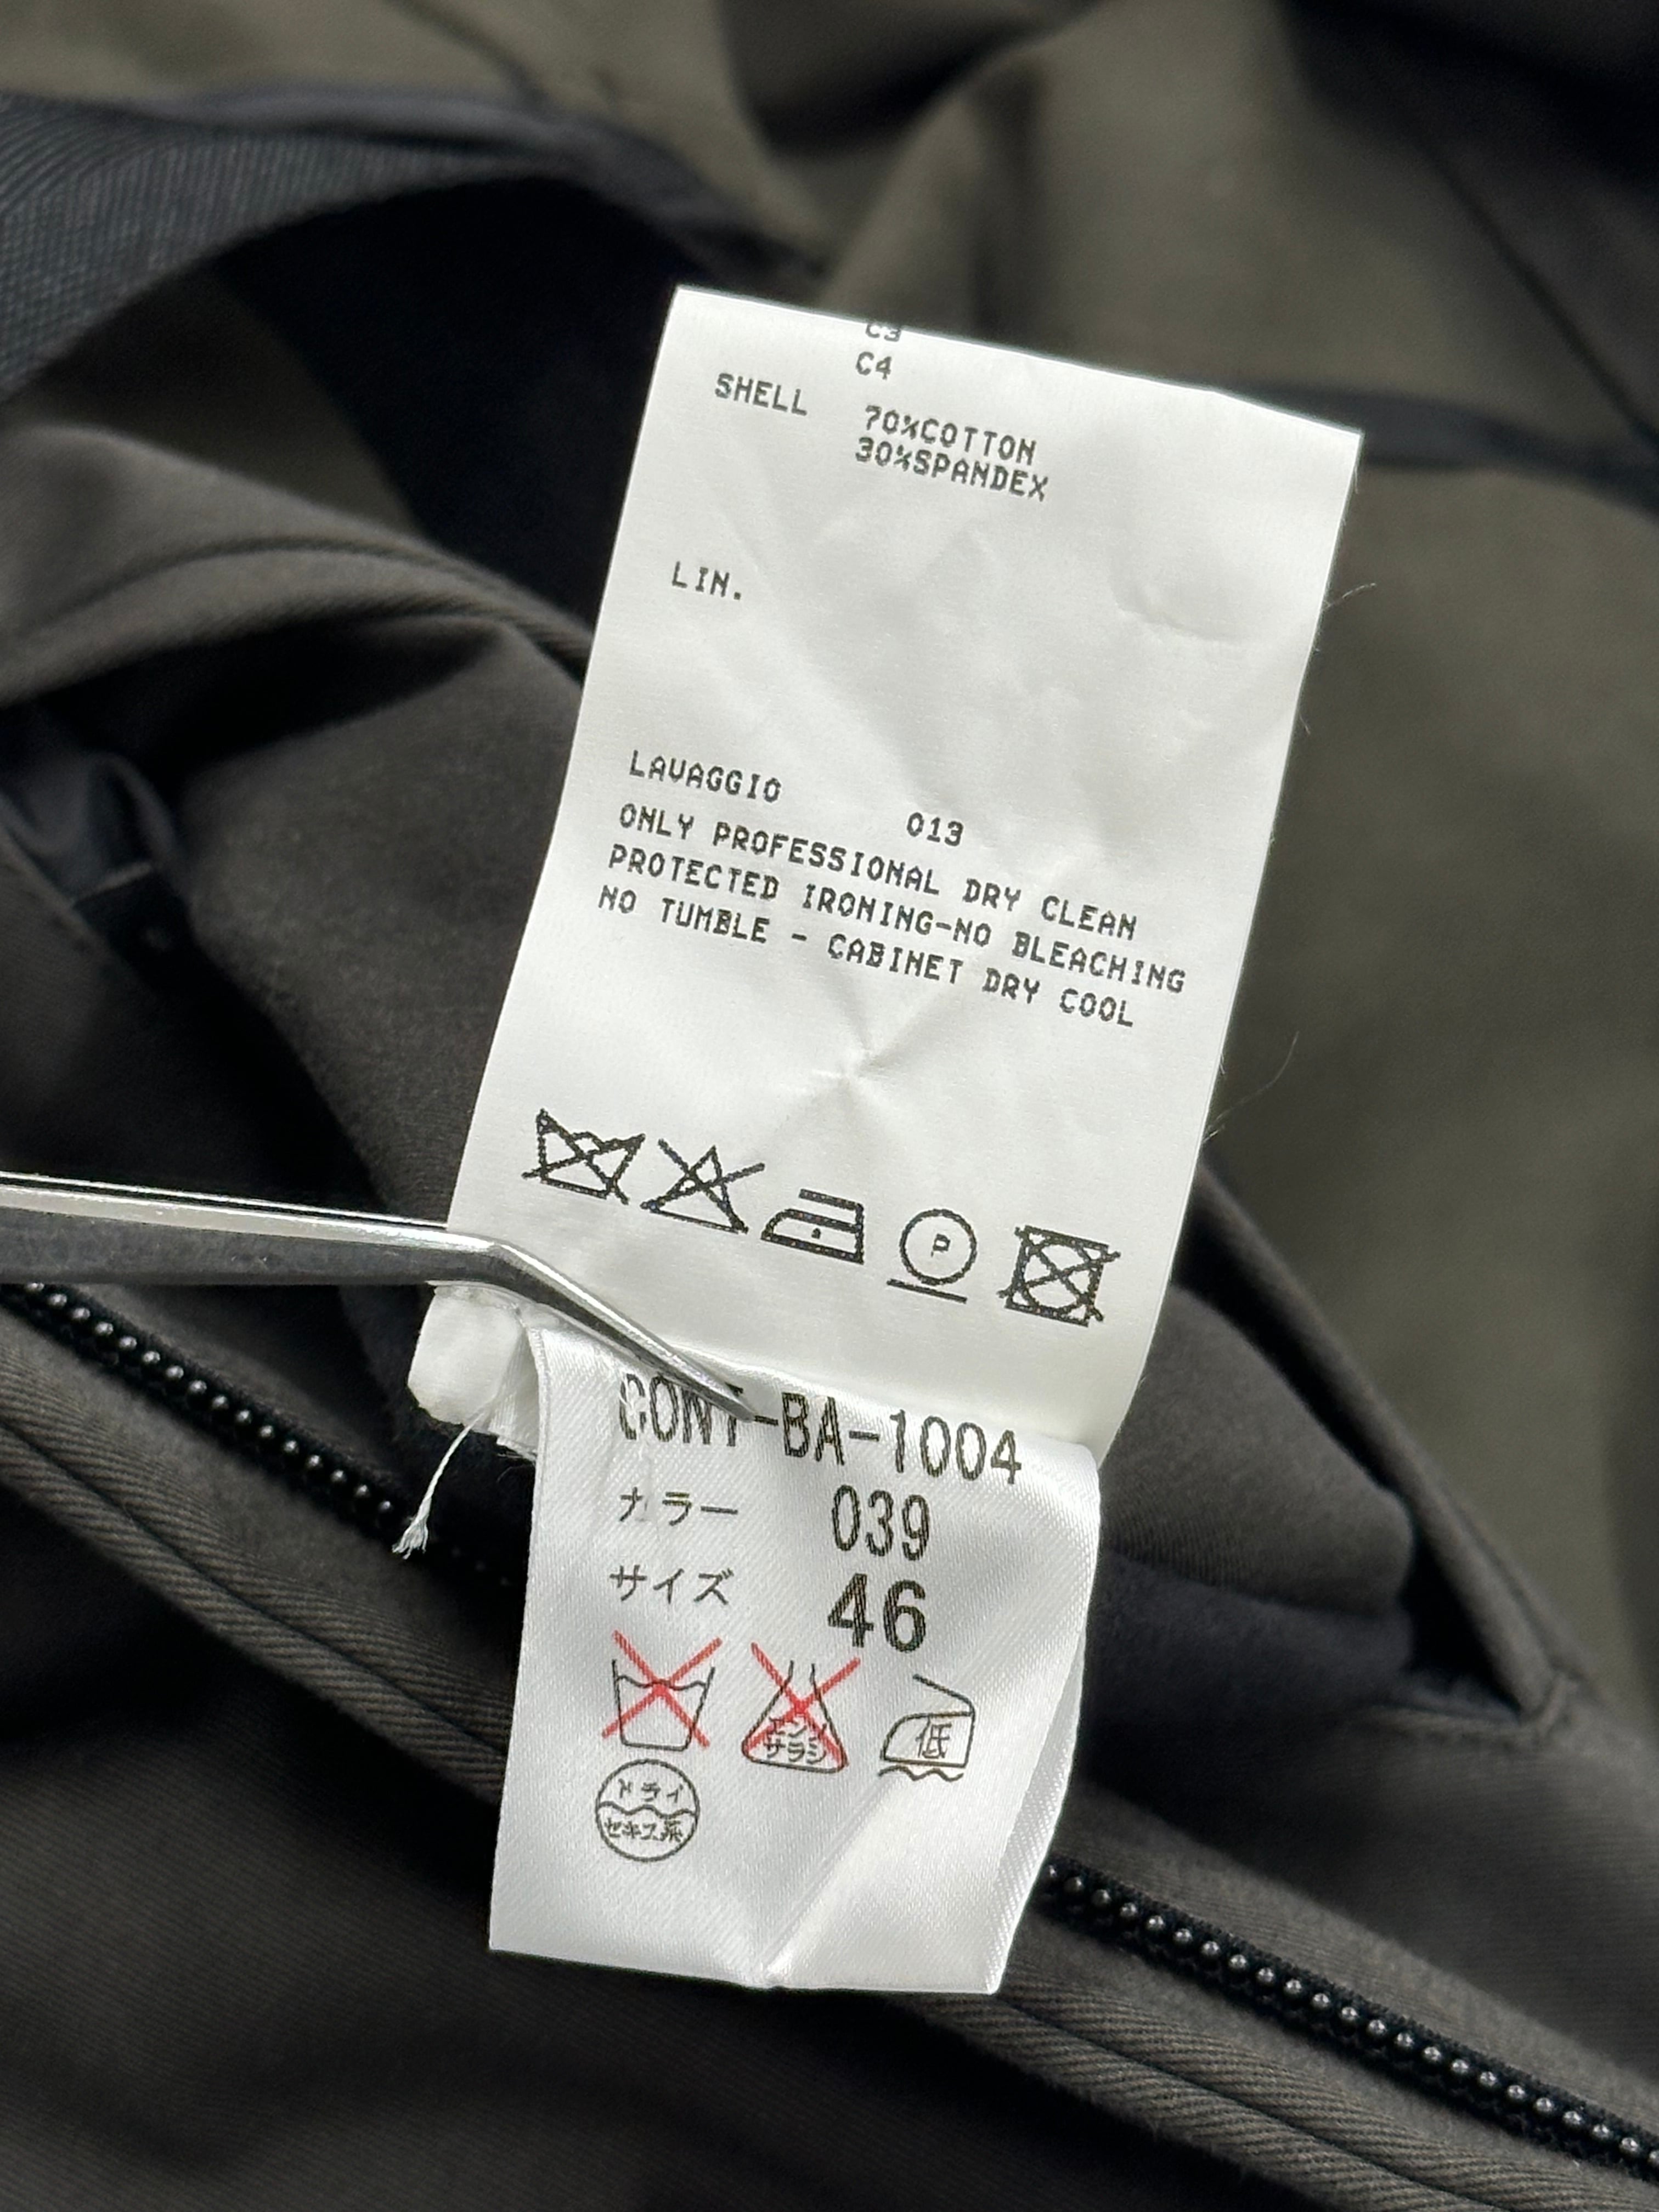 C3
C4
SHELL 70%COTTON
30%SPANDEX
LIN.
LAVAGGIO 013
ONLY PROFESSIONAL DRY CLEAN
PROTECTED IRONING-NO BLEACHING
NO TUMBLE - CABINET DRY COOL
P
CONT-BA-1004
カラー 039
サイズ 46
エンソ
サラシ
低
ドライ
セキユ系